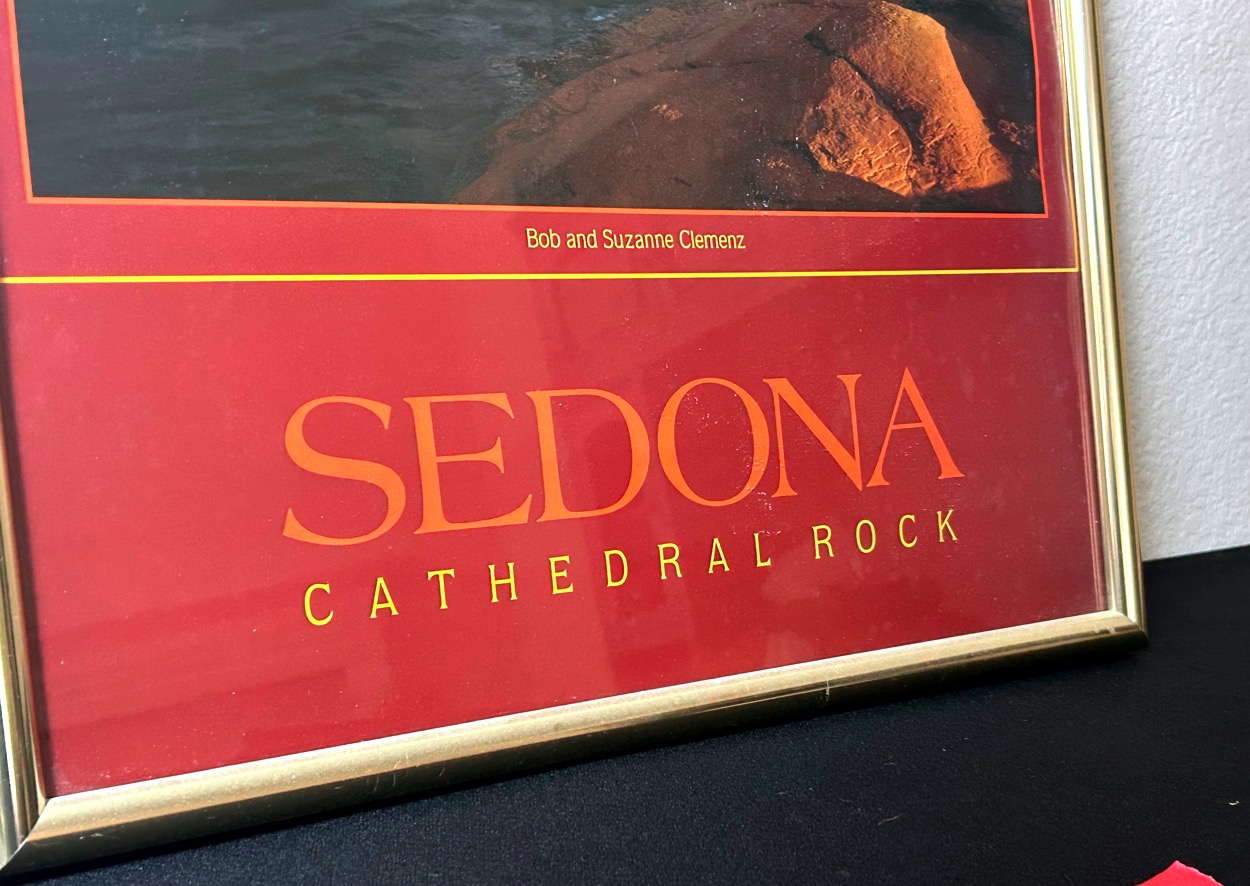 Bob and Suzanne Clemenz
SEDONA
CATHEDRAL ROCK